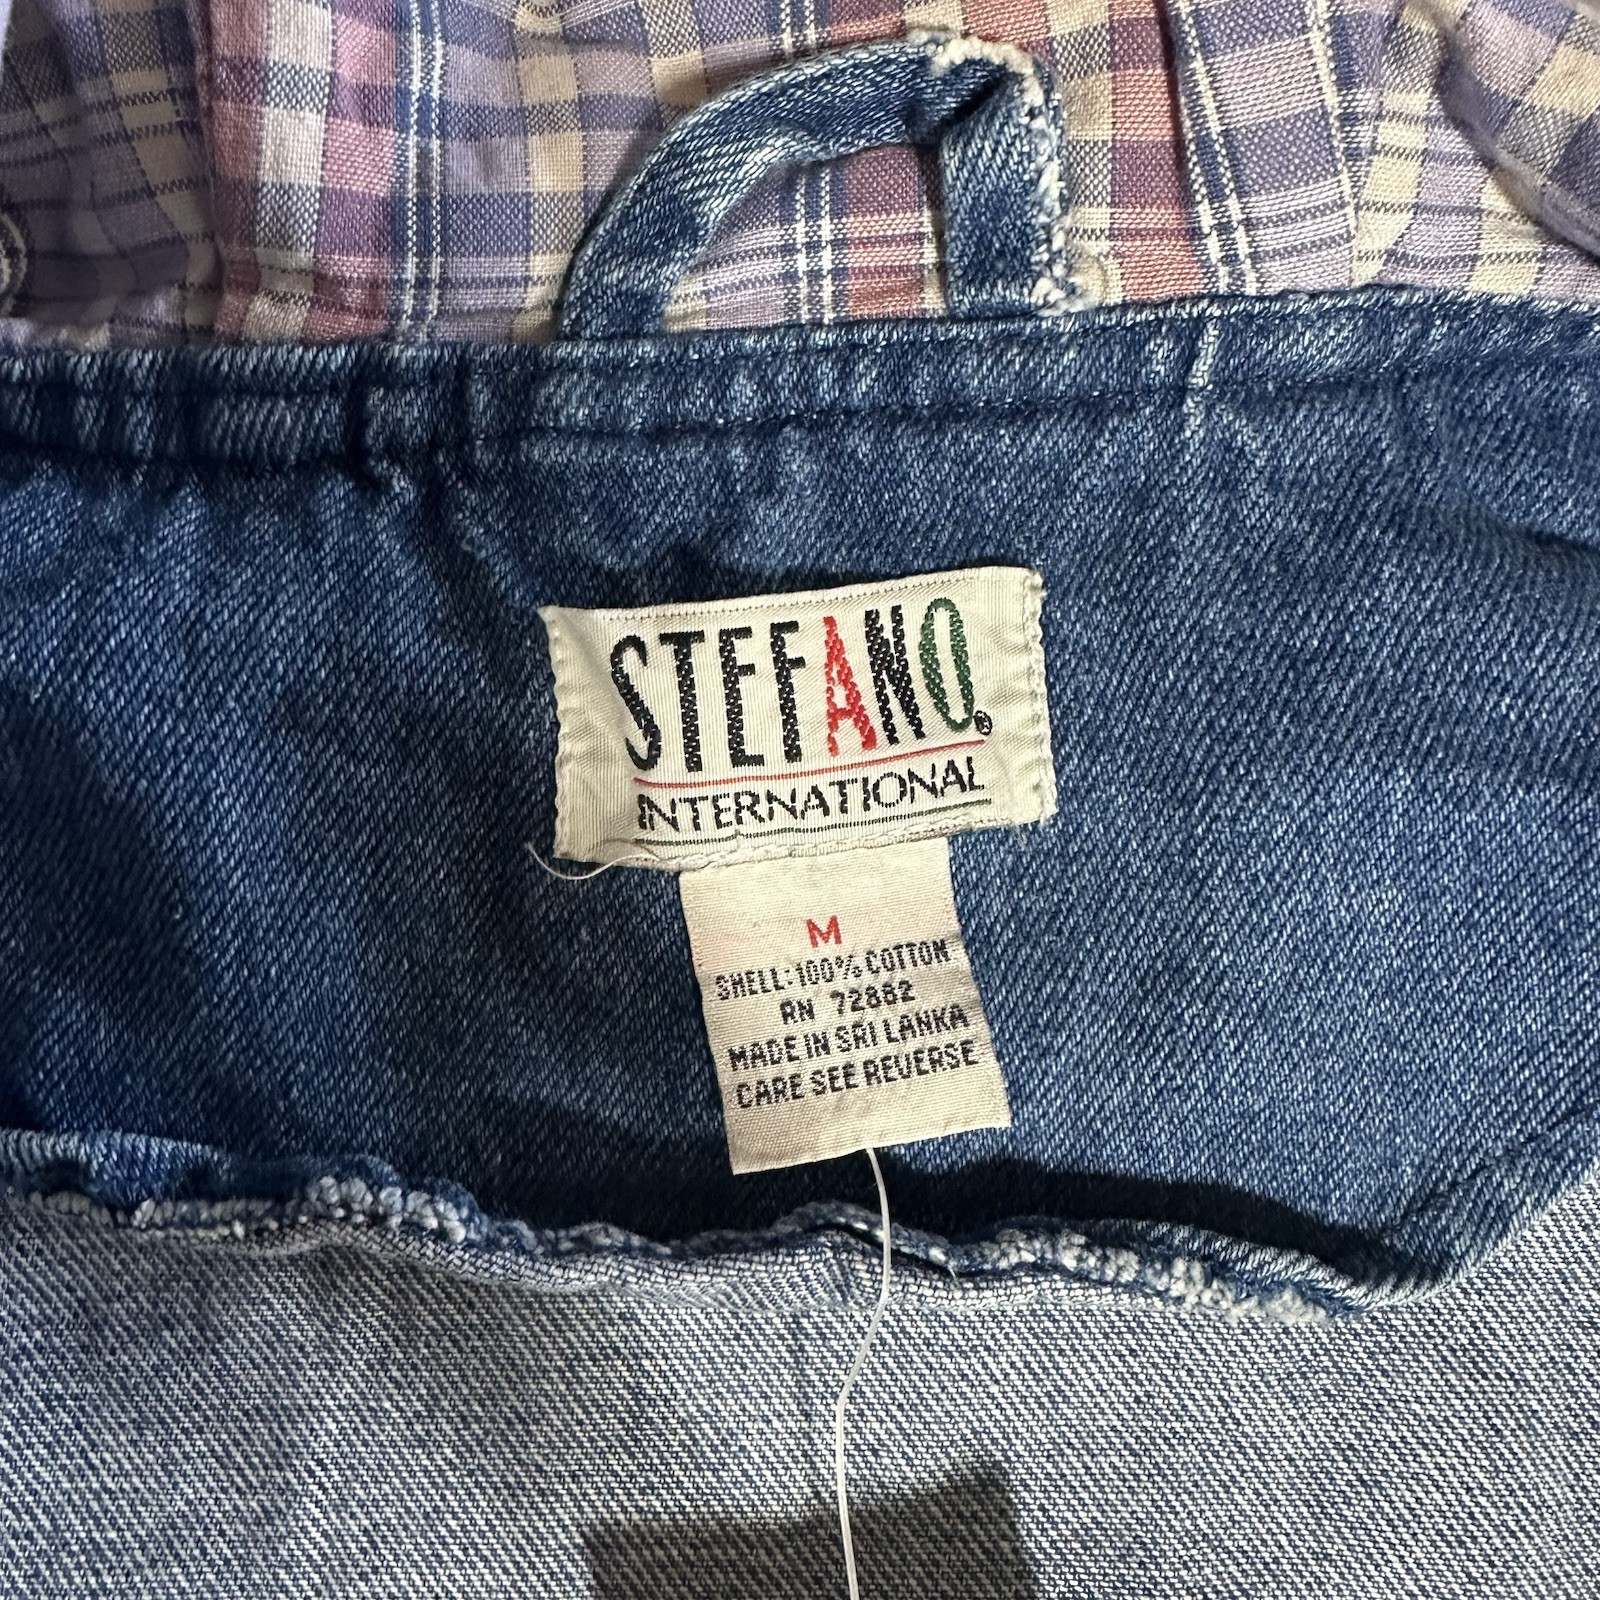 STEFANO®
INTERNATIONAL
M
SHELL: 100% COTTON
RN 72882
MADE IN SRI LANKA
CARE SEE REVERSE